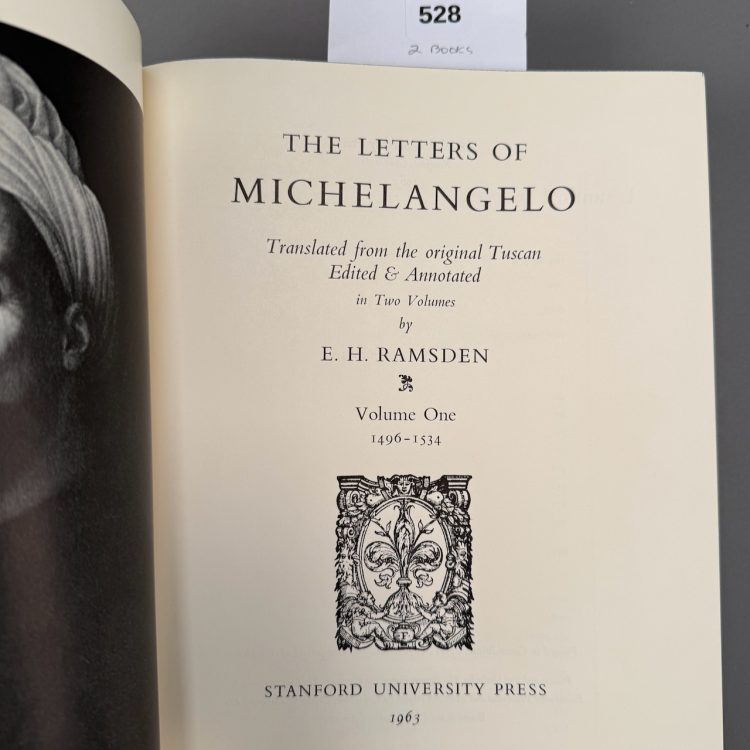 528
2 Books
THE LETTERS OF
MICHELANGELO
Translated from the original Tuscan
Edited & Annotated
in Two Volumes
by
E. H. RAMSDEN
Volume One
1496-1534
STANFORD UNIVERSITY PRESS
1963